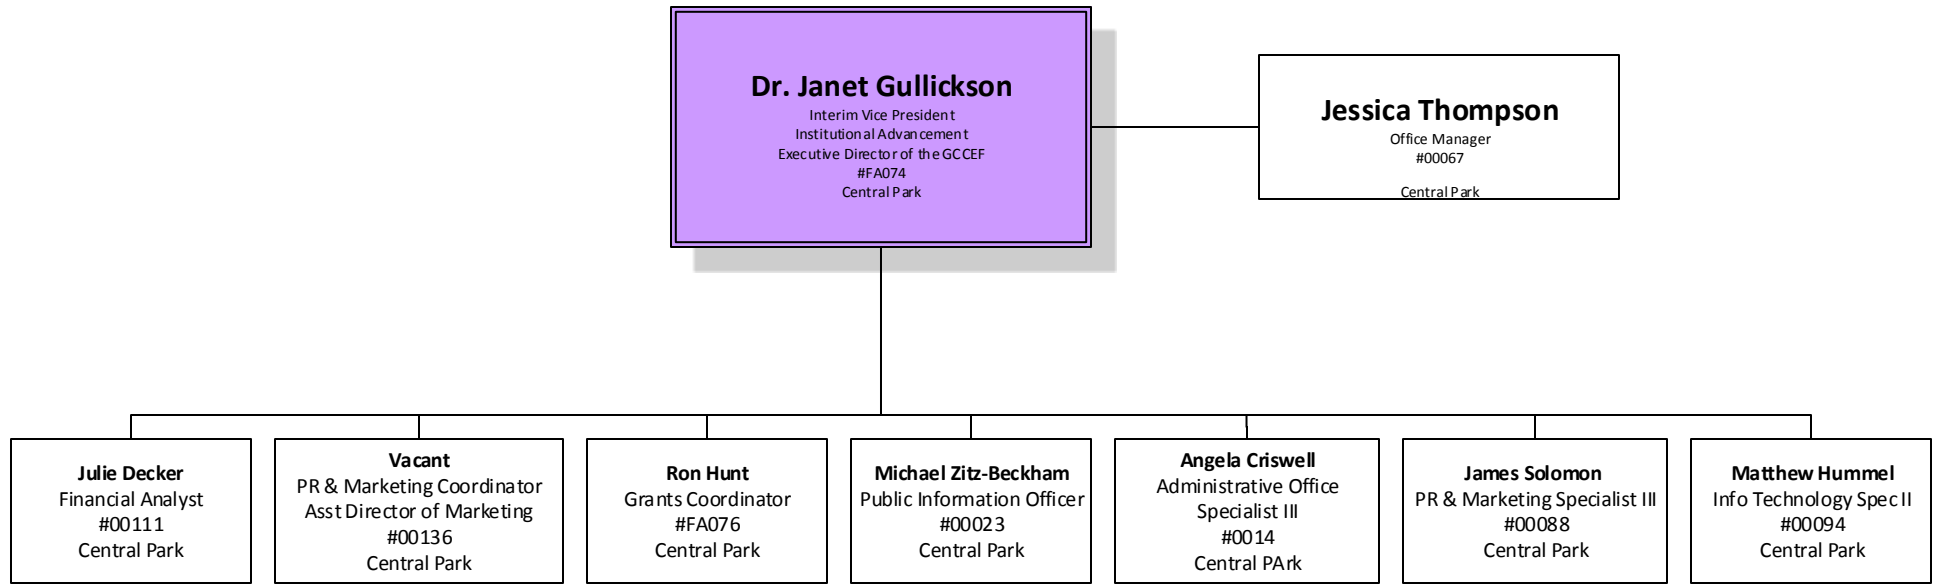 Dr. Janet Gullickson
Interim Vice President
Institutional Advancement
Executive Director of the GCCEF
#FA074
Central Park
Jessica Thompson
Office Manager
#00067
Central Park
Julie Decker
Financial Analyst
#00111
Central Park
Vacant
PR & Marketing Coordinator
Asst Director of Marketing
#00136
Central Park
Ron Hunt
Grants Coordinator
#FA076
Central Park
Michael Zitz-Beckham
Public Information Officer
#00023
Central Park
Angela Criswell
Administrative Office
Specialist III
#0014
Central PArk
James Solomon
PR & Marketing Specialist III
#00088
Central Park
Matthew Hummel
Info Technology Spec II
#00094
Central Park